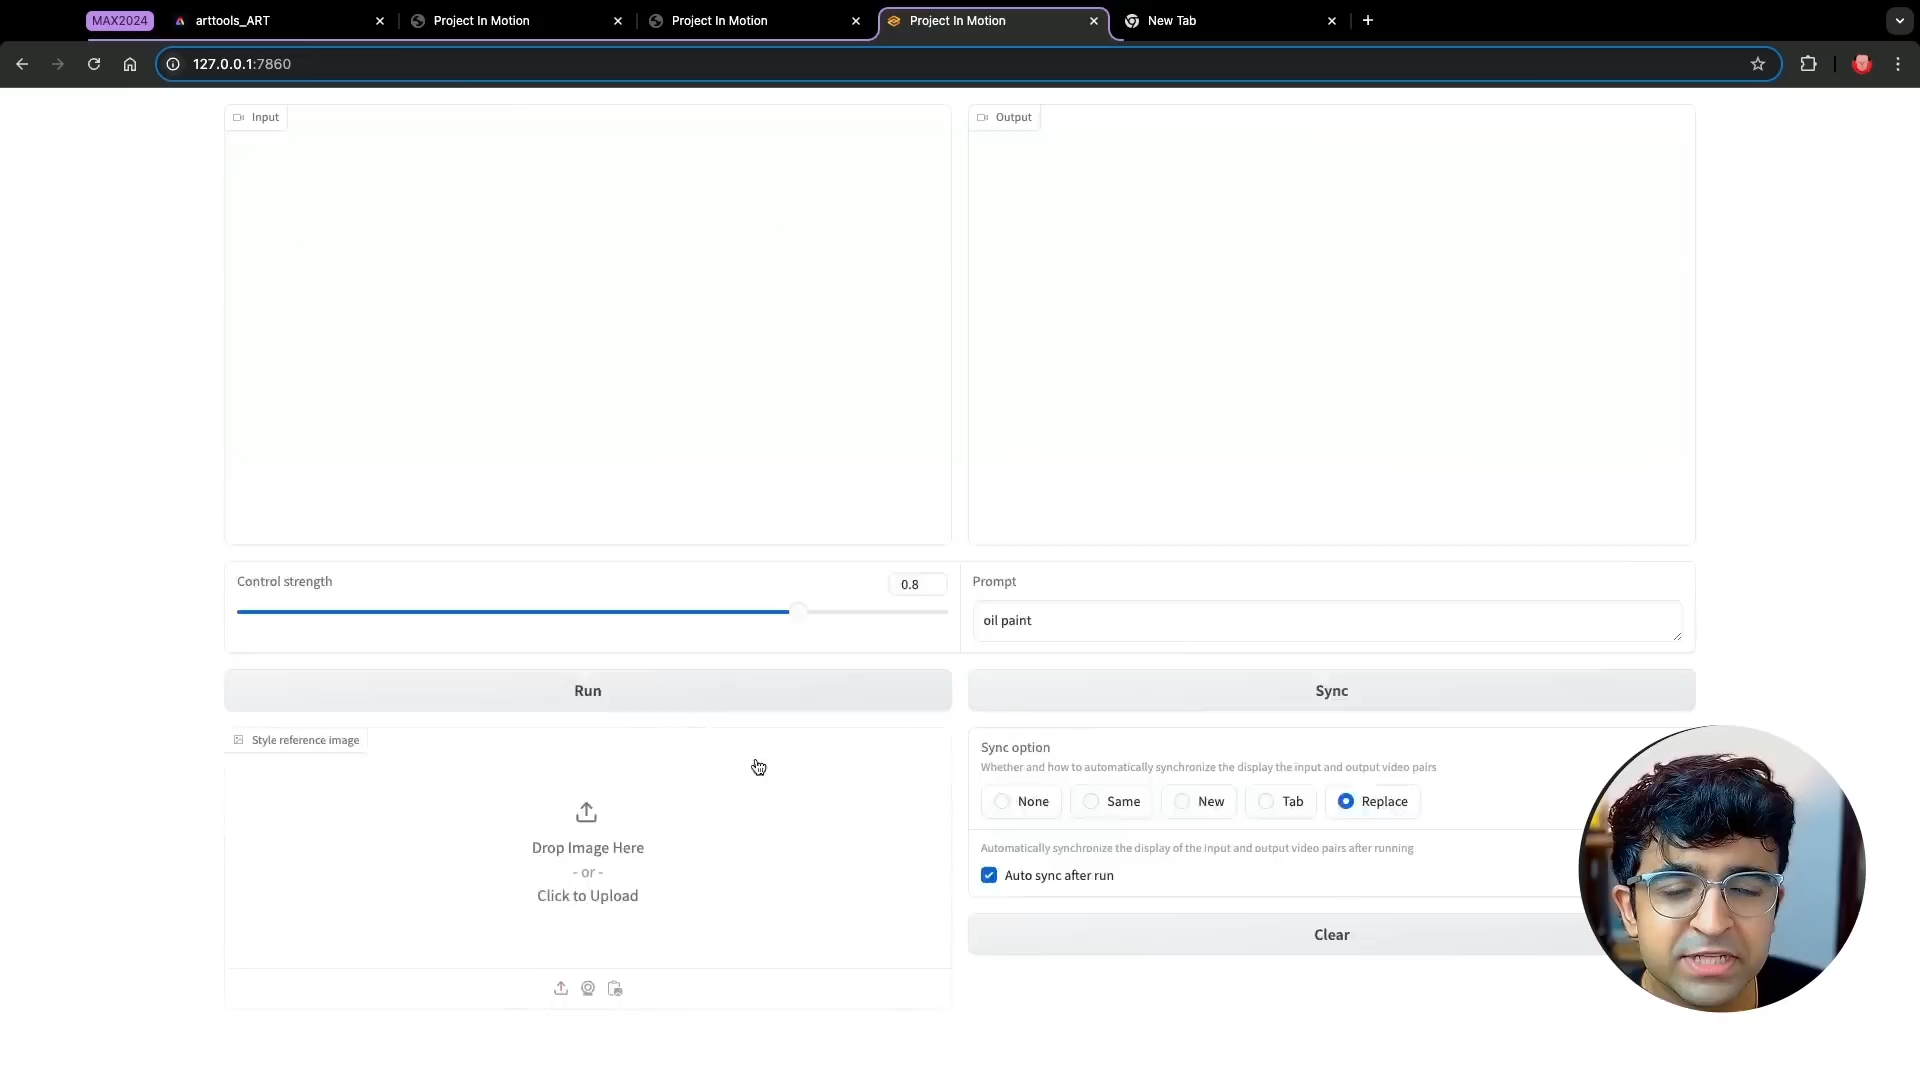 MAX2024
arttools_ART
Project In Motion
Project In Motion
Project In Motion
New Tab
127.0.0.1:7860
Input
Output
Control strength
0.8
Prompt
oil paint
Run
Sync
Style reference image
Drop Image Here
- or -
Click to Upload
Sync option
Whether and how to automatically synchronize the display the input and output video pairs
None
Same
New
Tab
Replace
Automatically synchronize the display of the input and output video pairs after running
Auto sync after run
Clear